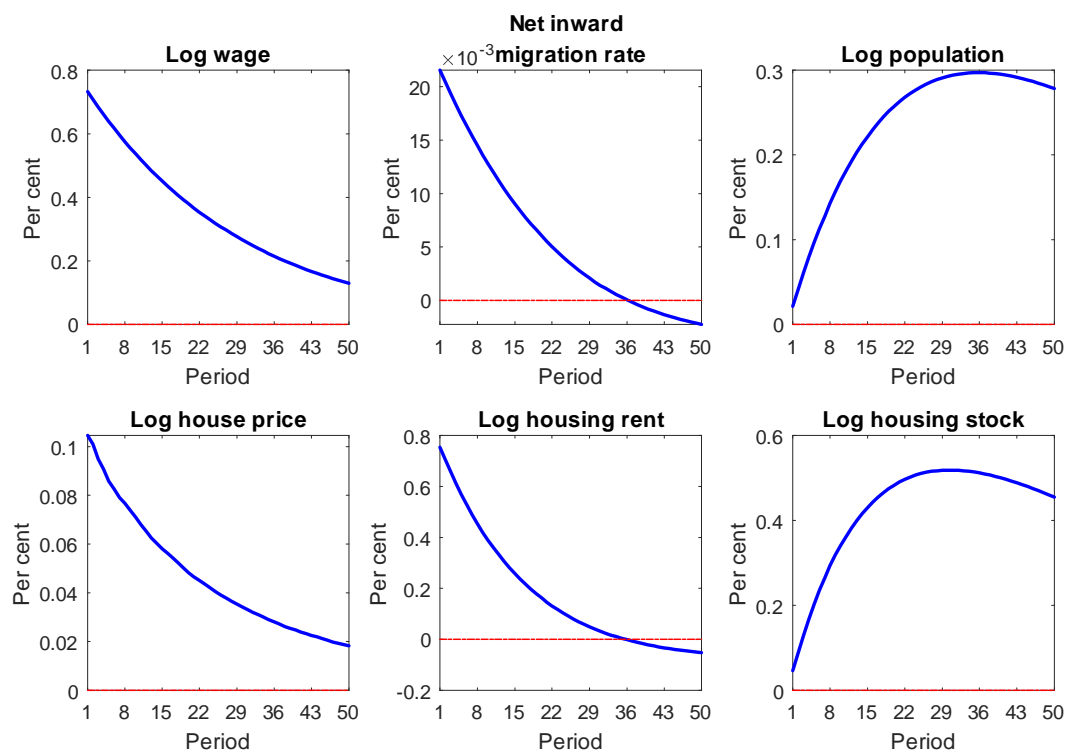 Log wage
0.8
0.6
0.4
0.2
0
1 8 15 22 29 36 43 50
Per cent
Period
Net inward
×10-3 migration rate
20
15
10
5
0
1 8 15 22 29 36 43 50
Per cent
Period
Log population
0.3
0.2
0.1
0
1 8 15 22 29 36 43 50
Per cent
Period
Log house price
0.1
0.08
0.06
0.04
0.02
0
1 8 15 22 29 36 43 50
Per cent
Period
Log housing rent
0.8
0.6
0.4
0.2
0
-0.2
1 8 15 22 29 36 43 50
Per cent
Period
Log housing stock
0.6
0.4
0.2
0
1 8 15 22 29 36 43 50
Per cent
Period